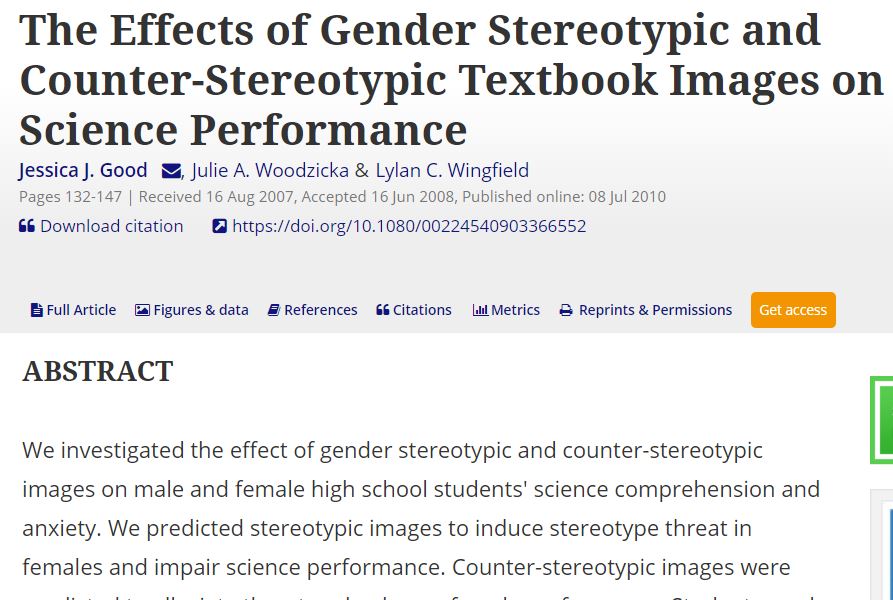 The Effects of Gender Stereotypic and
Counter-Stereotypic Textbook Images on
Science Performance
Jessica J. Good , Julie A. Woodzicka & Lylan C. Wingfield
Pages 132-147 | Received 16 Aug 2007, Accepted 16 Jun 2008, Published online: 08 Jul 2010
Download citation https://doi.org/10.1080/00224540903366552
Full Article Figures & data References Citations Metrics Reprints & Permissions Get access
ABSTRACT
We investigated the effect of gender stereotypic and counter-stereotypic
images on male and female high school students' science comprehension and
anxiety. We predicted stereotypic images to induce stereotype threat in
females and impair science performance. Counter-stereotypic images were